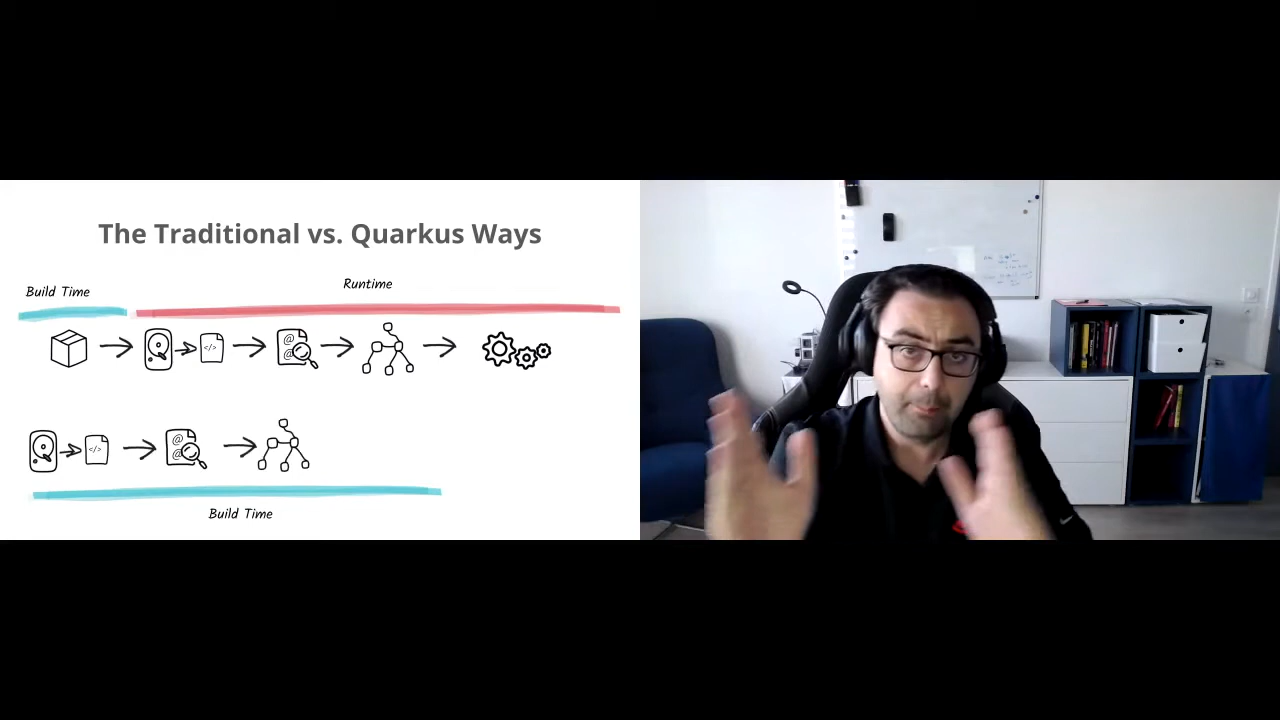 The Traditional vs. Quarkus Ways
Build Time
Runtime
</>
@
@
</>
@
@
Build Time